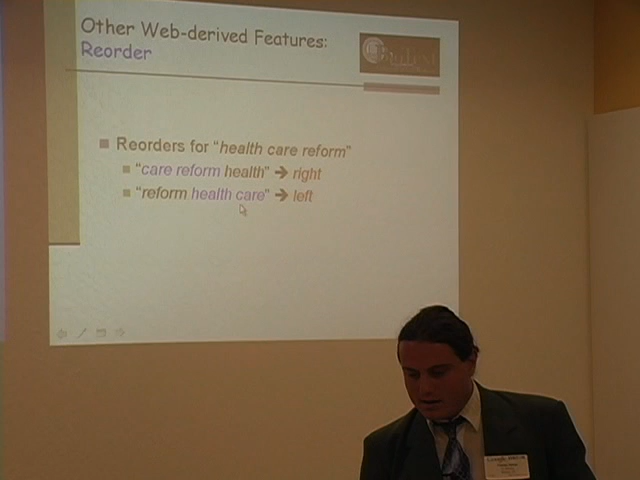 Other Web-derived Features:
Reorder
Reorders for "health care reform"
"care reform health" ➔ right
"reform health care" ➔ left